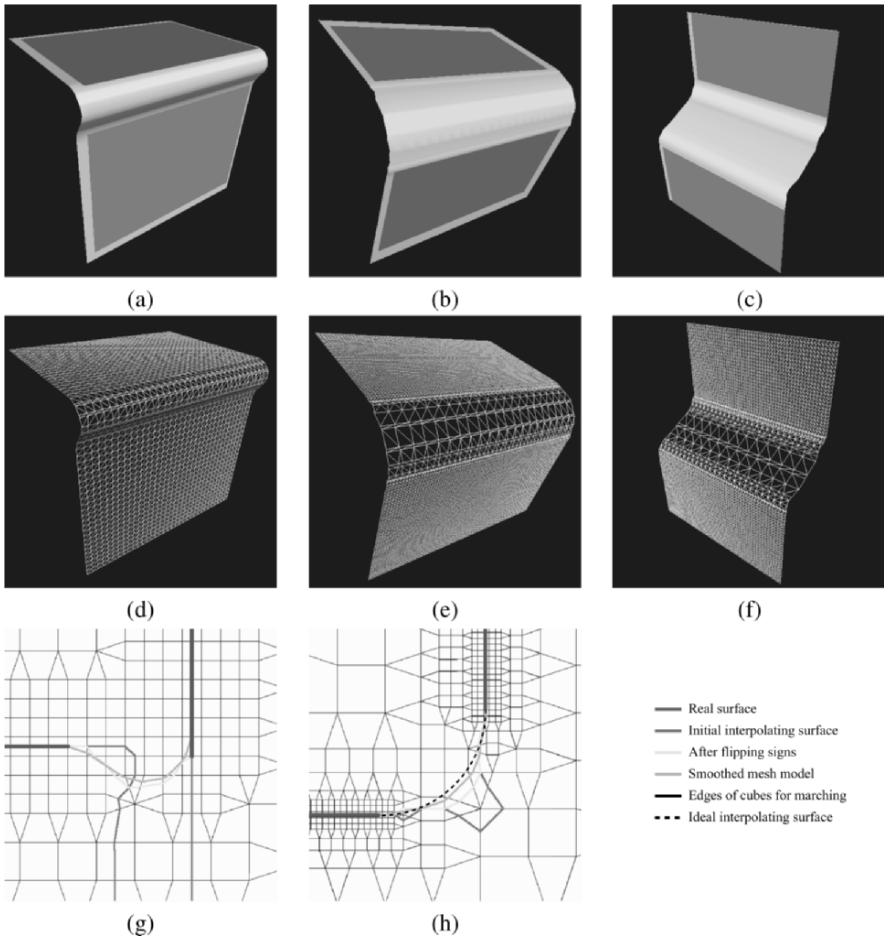 (a)
(b)
(c)
(d)
(e)
(f)
Real surface
Initial interpolating surface
After flipping signs
Smoothed mesh model
Edges of cubes for marching
Ideal interpolating surface
(g)
(h)